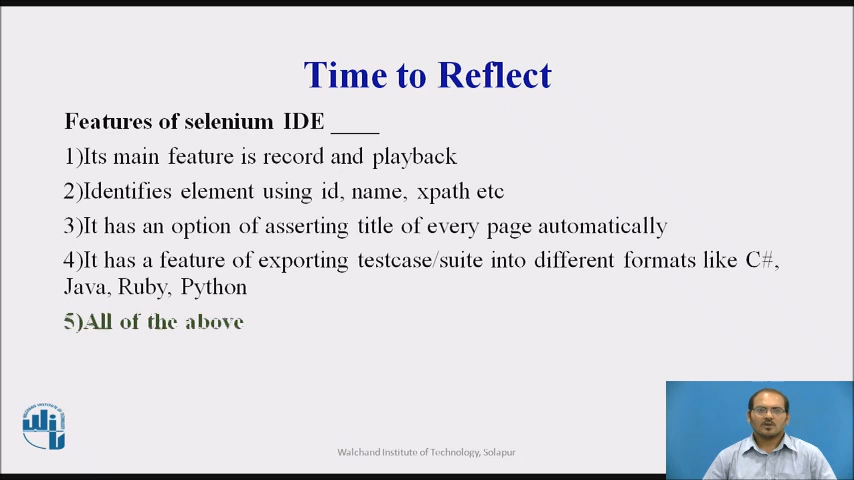 Time to Reflect
Features of selenium IDE ____
1)Its main feature is record and playback
2)Identifies element using id, name, xpath etc
3)It has an option of asserting title of every page automatically
4)It has a feature of exporting testcase/suite into different formats like C#,
Java, Ruby, Python
5)All of the above
Walchand Institute of Technology, Solapur